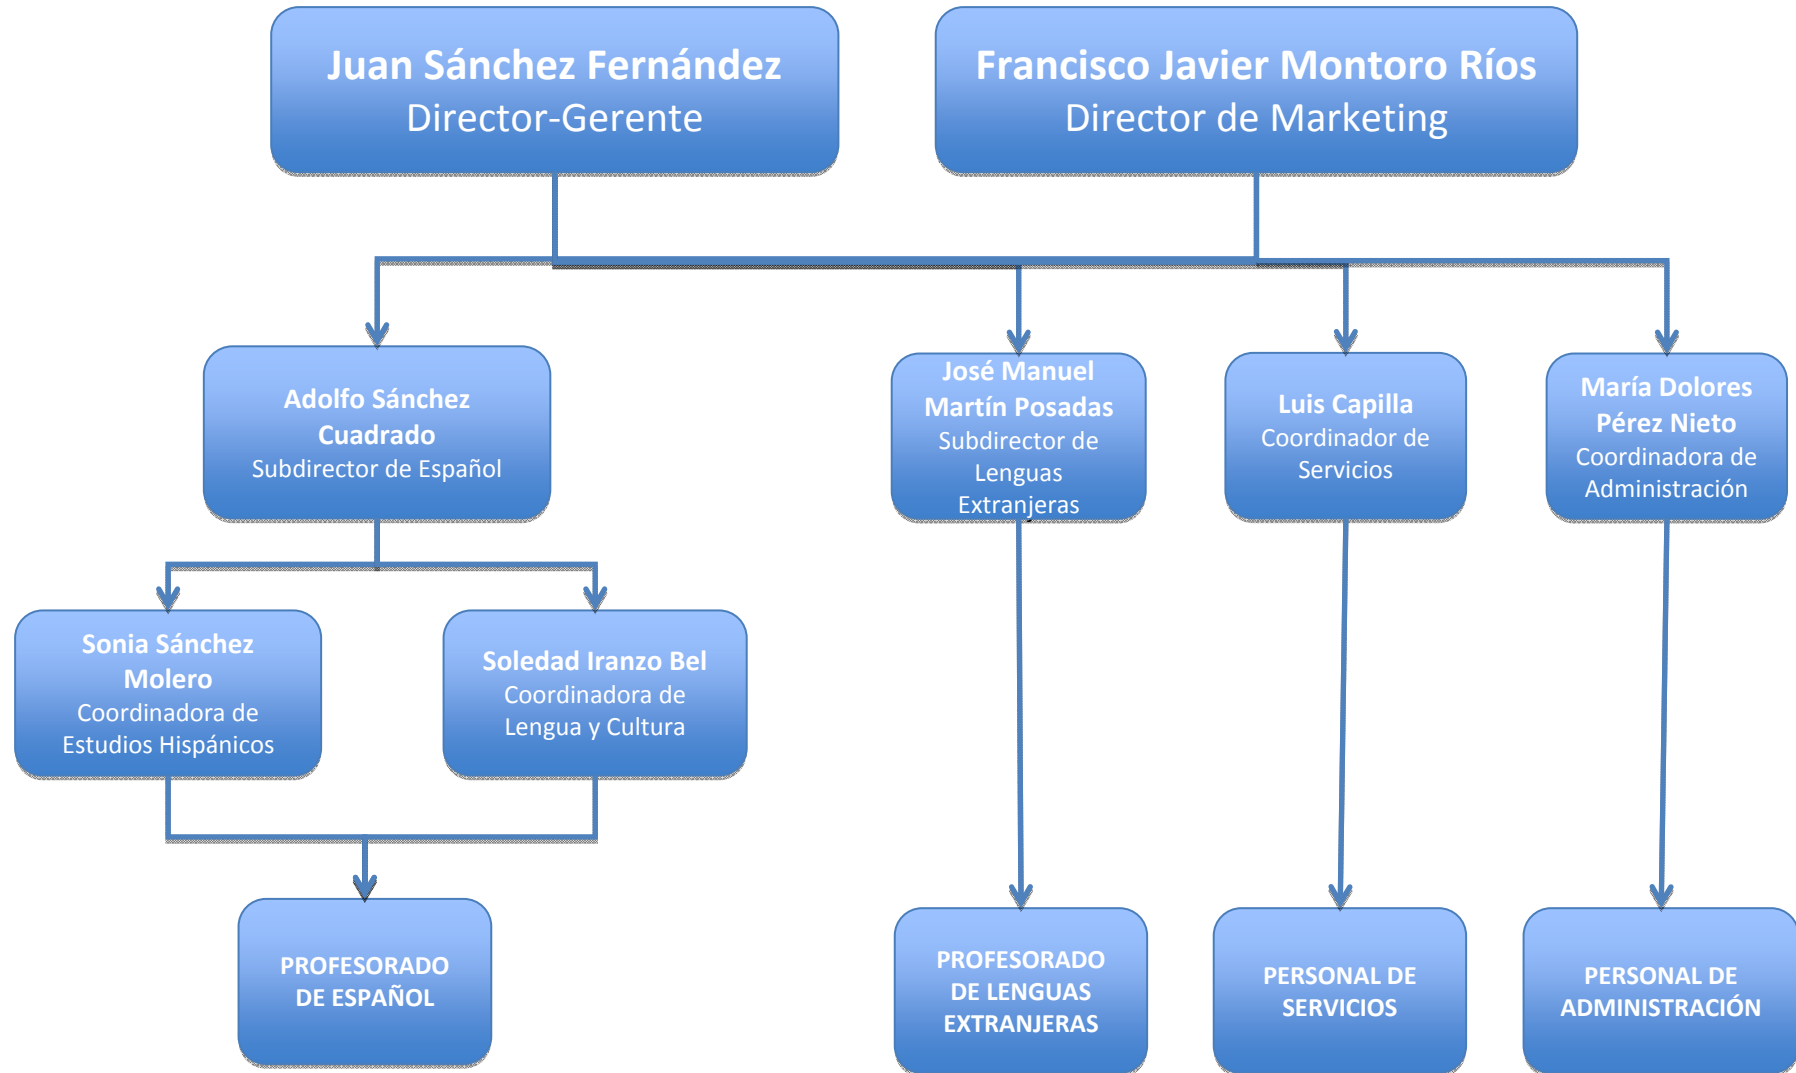 Juan Sánchez Fernández
Director-Gerente
Francisco Javier Montoro Ríos
Director de Marketing
Adolfo Sánchez
Cuadrado
Subdirector de Español
José Manuel
Martín Posadas
Subdirector de
Lenguas
Extranjeras
Luis Capilla
Coordinador de
Servicios
María Dolores
Pérez Nieto
Coordinadora de
Administración
Sonia Sánchez
Molero
Coordinadora de
Estudios Hispánicos
Soledad Iranzo Bel
Coordinadora de
Lengua y Cultura
PROFESORADO
DE ESPAÑOL
PROFESORADO
DE LENGUAS
EXTRANJERAS
PERSONAL DE
SERVICIOS
PERSONAL DE
ADMINISTRACIÓN